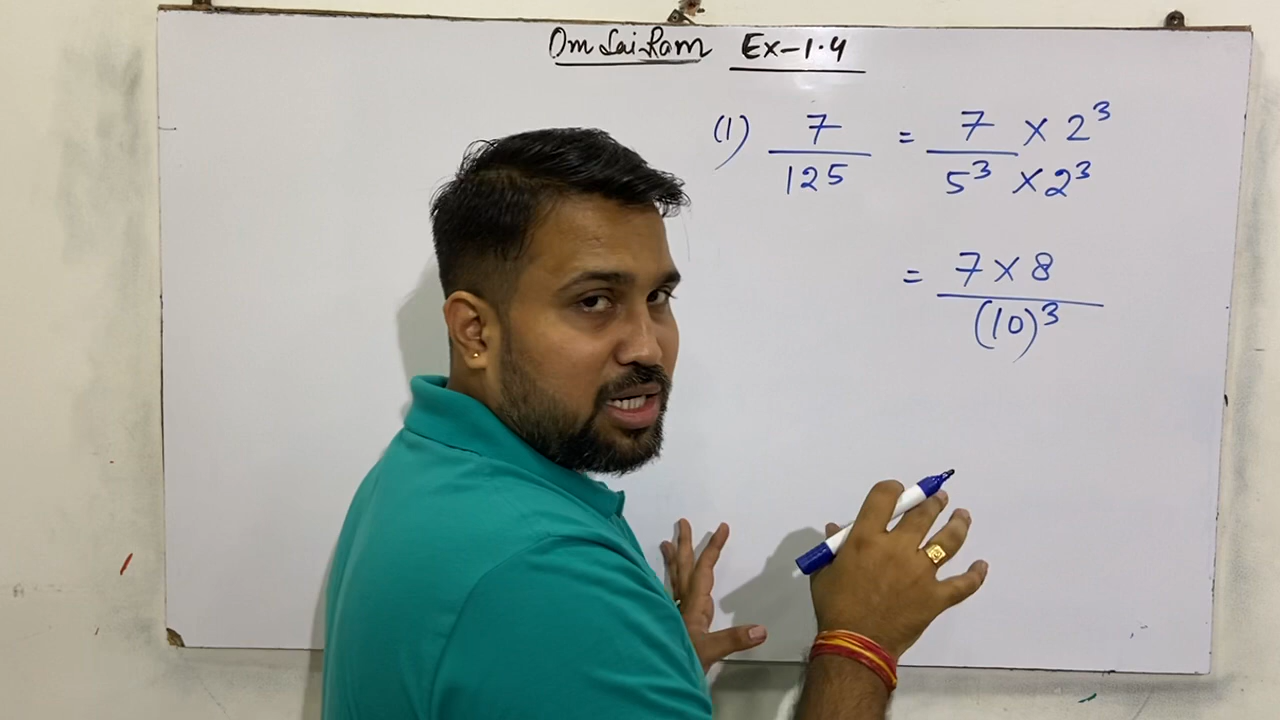 Om Sai Ram Ex-1.4
(1) 7/125 = 7 × 2³ / 5³ × 2³
= 7 × 8 / (10)³